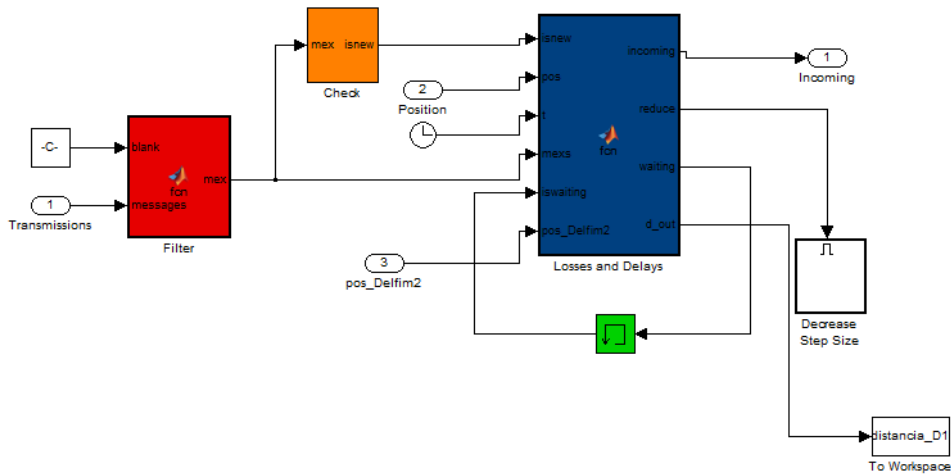 mex
isnew
Check
2
Position
-C-
blank
messages
fcn
mex
Filter
1
Transmissions
3
pos_Delfim2
isnew
pos
t
mexs
iswaiting
pos_Delfim2
fcn
incoming
reduce
waiting
d_out
Losses and Delays
1
Incoming
Decrease
Step Size
distancia_D1
To Workspace